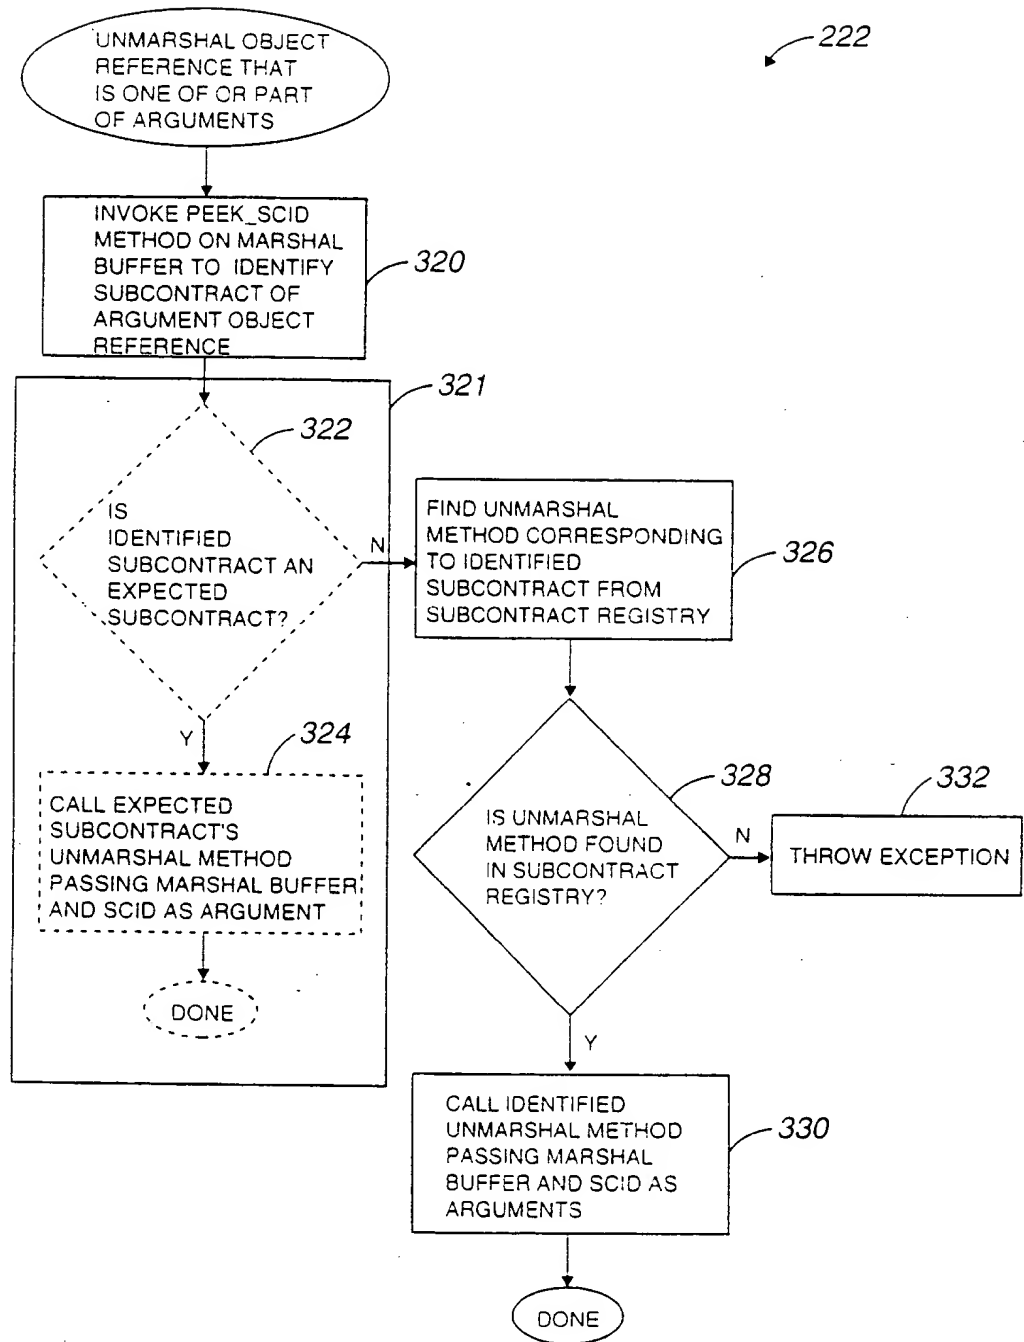 UNMARSHAL OBJECT
REFERENCE THAT
IS ONE OF OR PART
OF ARGUMENTS
222
INVOKE PEEK_SCID
METHOD ON MARSHAL
BUFFER TO IDENTIFY
SUBCONTRACT OF
ARGUMENT OBJECT
REFERENCE
320
321
322
IS
IDENTIFIED
SUBCONTRACT AN
EXPECTED
SUBCONTRACT?
N
Y
FIND UNMARSHAL
METHOD CORRESPONDING
TO IDENTIFIED
SUBCONTRACT FROM
SUBCONTRACT REGISTRY
326
324
CALL EXPECTED
SUBCONTRACT'S
UNMARSHAL METHOD
PASSING MARSHAL BUFFER
AND SCID AS ARGUMENT
DONE
328
IS UNMARSHAL
METHOD FOUND
IN SUBCONTRACT
REGISTRY?
N
Y
332
THROW EXCEPTION
CALL IDENTIFIED
UNMARSHAL METHOD
PASSING MARSHAL
BUFFER AND SCID AS
ARGUMENTS
330
DONE